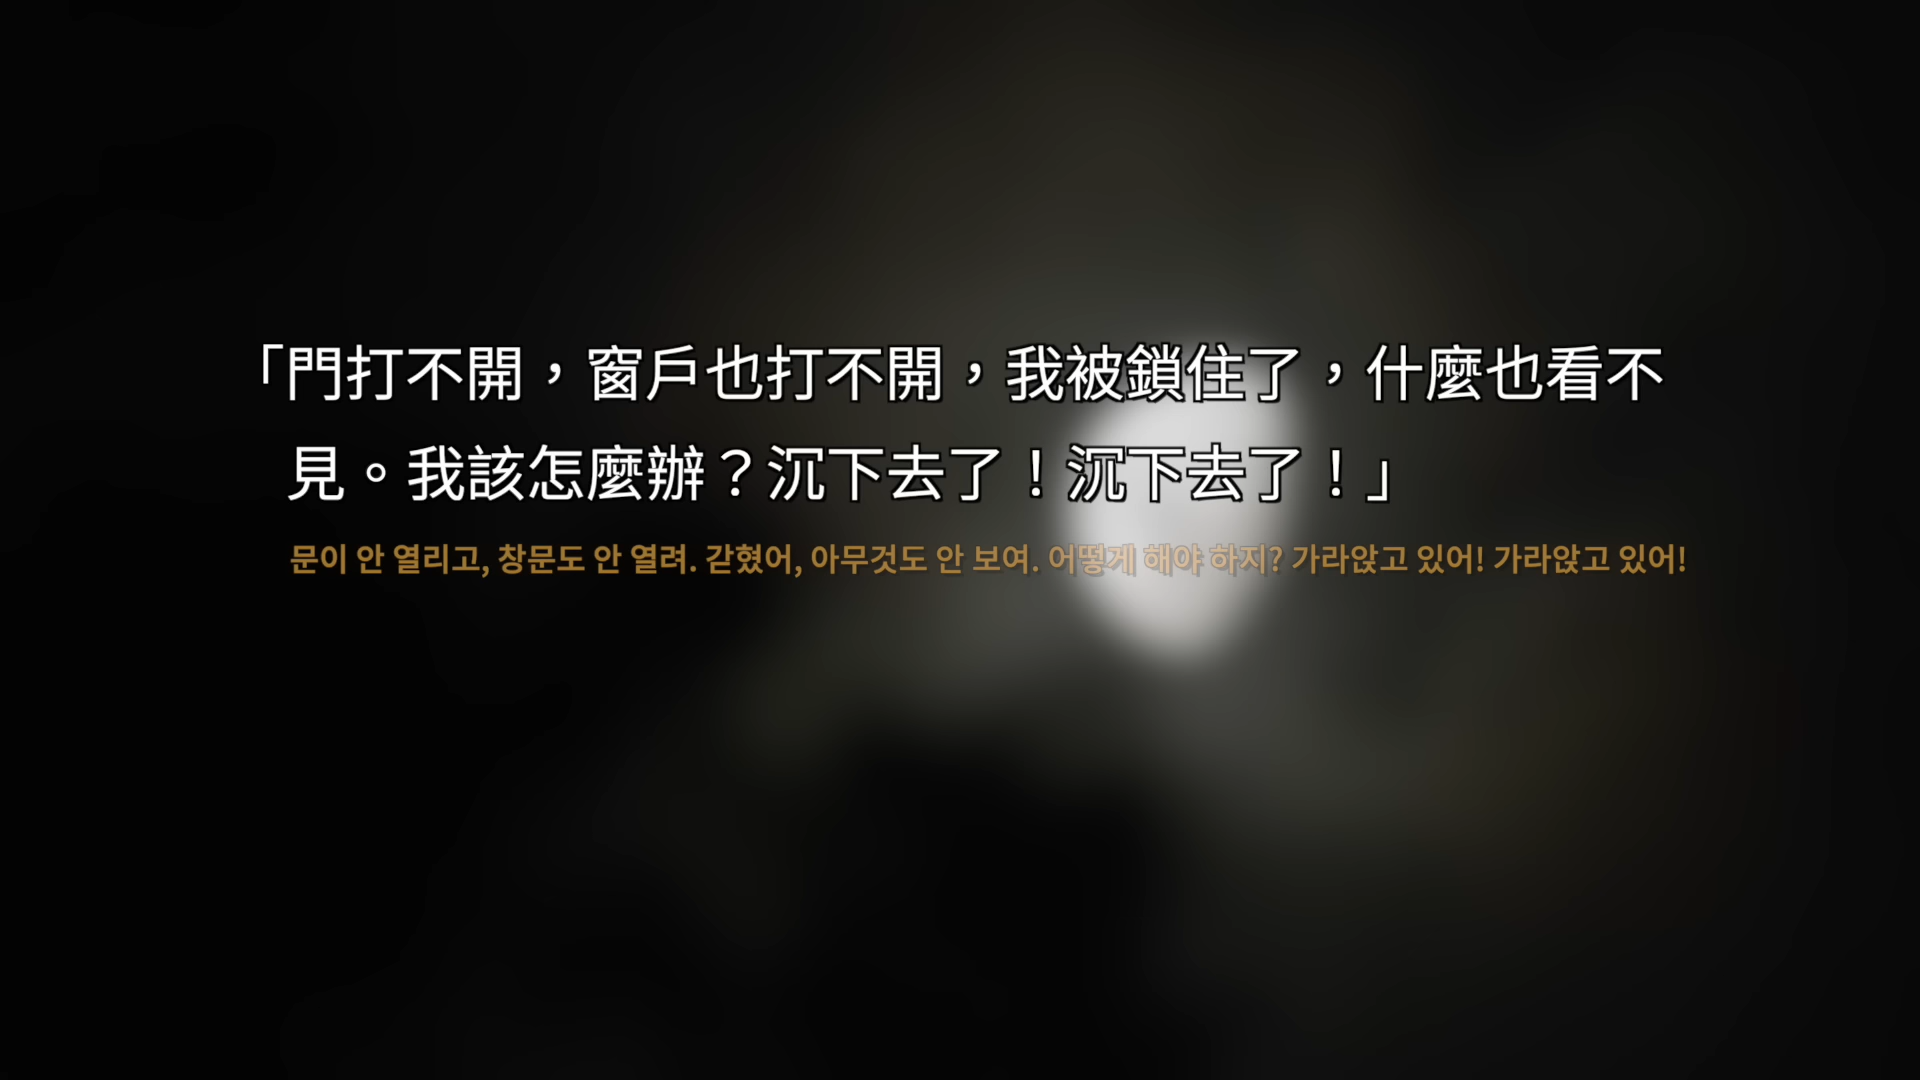 「門打不開，窗戶也打不開，我被鎖住了，什麼也看不
見。我該怎麼辦？沉下去了！沉下去了！」
문이 안 열리고, 창문도 안 열려. 갇혔어, 아무것도 안 보여. 어떻게 해야 하지? 가라앉고 있어! 가라앉고 있어!